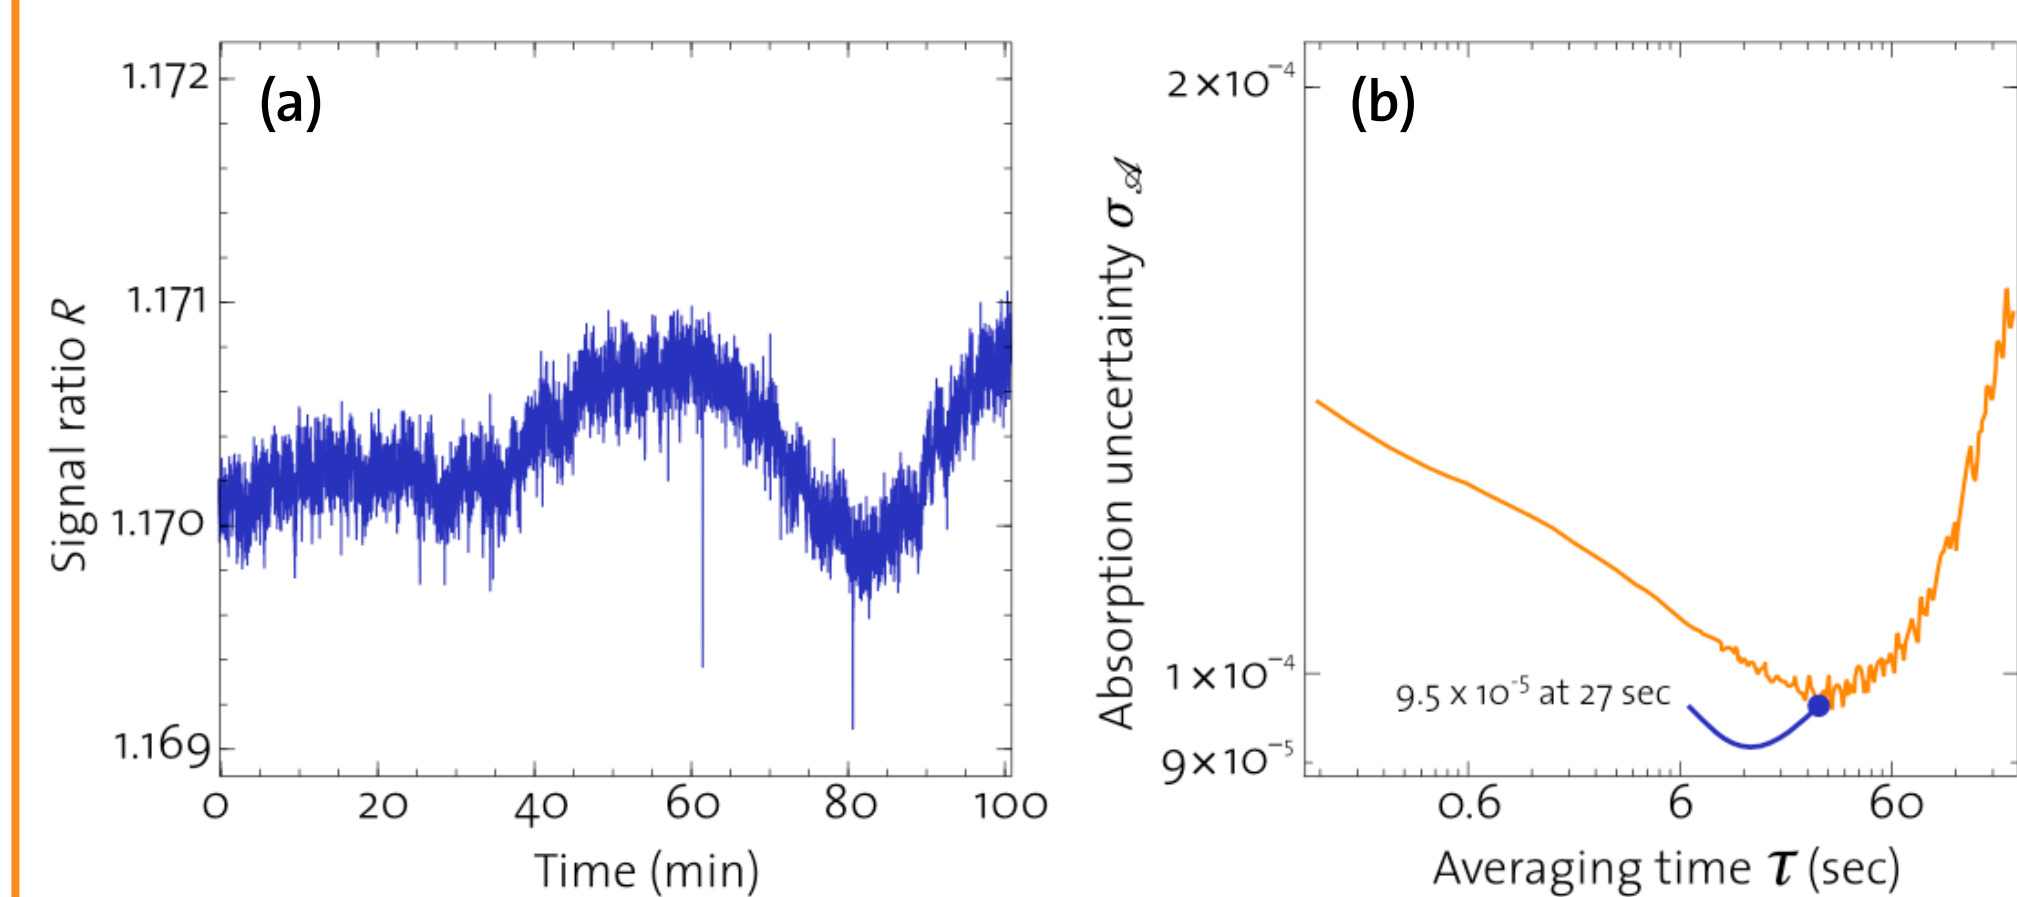 (a)
Signal ratio R
1.172
1.171
1.170
1.169
0 20 40 60 80 100
Time (min)
(b)
Absorption uncertainty σ𝒜
2×10⁻⁴
1×10⁻⁴
9×10⁻⁵
9.5 x 10⁻⁵ at 27 sec
0.6 6 60
Averaging time τ (sec)